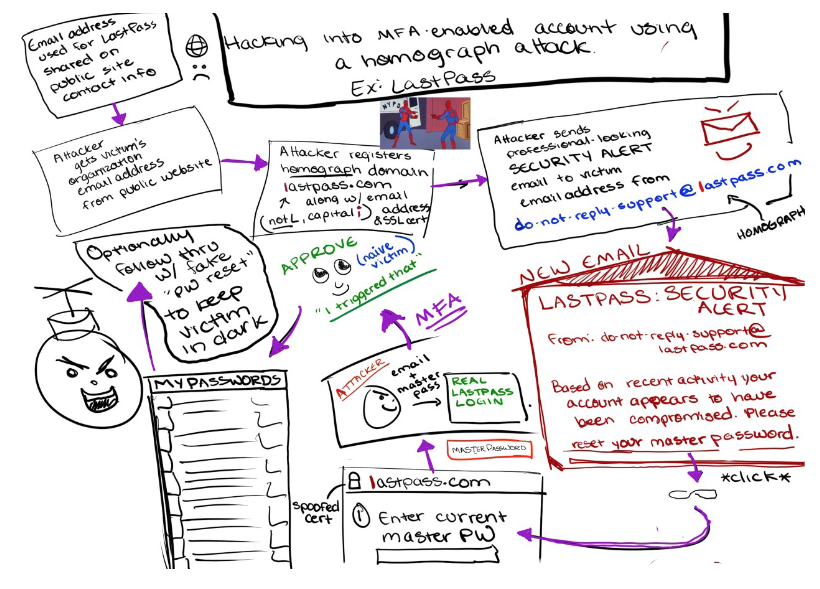 Email address
used for LastPass
shared on
public site
contact info
Hacking into MFA-enabled account using
a homograph attack.
Ex: LastPass
Attacker
gets victim's
organization
email address
from public website
Attacker registers
homograph domain
lastpass.com
along w/ email
(not L, capital i) address
& SSL cert
Attacker sends
professional-looking
SECURITY ALERT
email to victim
email address from
do-not-reply-support@lastpass.com
HOMOGRAPH
NEW EMAIL
LASTPASS: SECURITY
ALERT
From: do-not-reply-support@
lastpass.com
Based on recent activity your
account appears to have
been compromised. Please
reset your master password.
*click*
lastpass.com
spoofed
cert
① Enter current
master PW
MASTERPASSWORD
ATTACKER
email
+
master
pass
REAL
LASTPASS
LOGIN
MFA
APPROVE
(naive
victim)
"I triggered that"
MY PASSWORDS
Optionally
follow thru
w/ fake
"PW reset"
to keep
victim
in dark